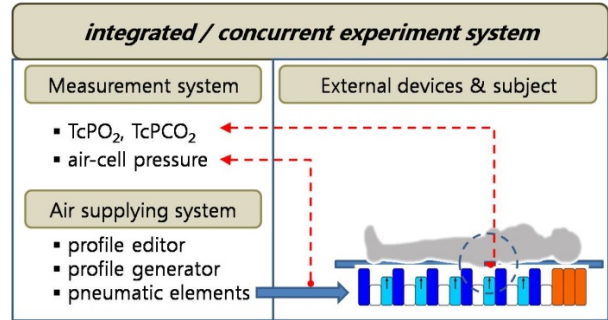 integrated / concurrent experiment system
Measurement system
▪ TcPO₂, TcPCO₂
▪ air-cell pressure
Air supplying system
▪ profile editor
▪ profile generator
▪ pneumatic elements
External devices & subject